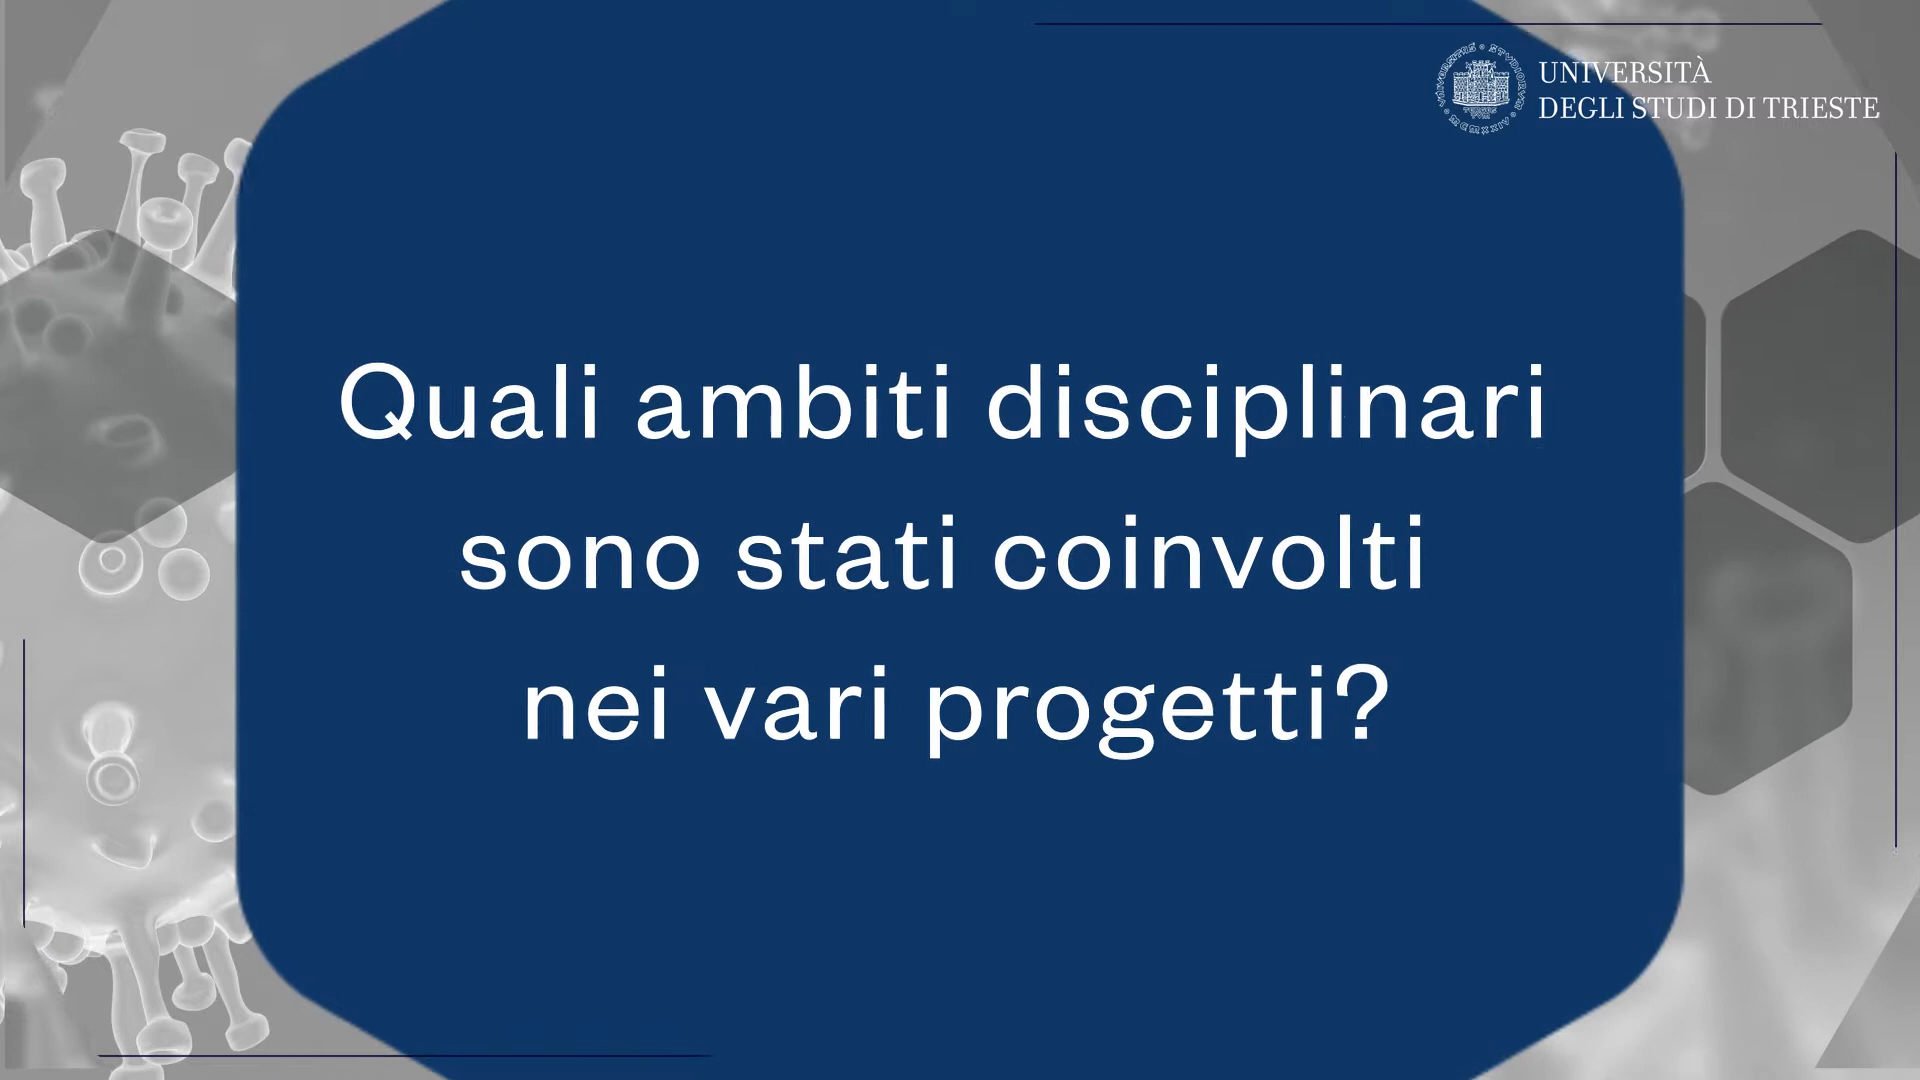 UNIVERSITÀ
DEGLI STUDI DI TRIESTE
Quali ambiti disciplinari
sono stati coinvolti
nei vari progetti?